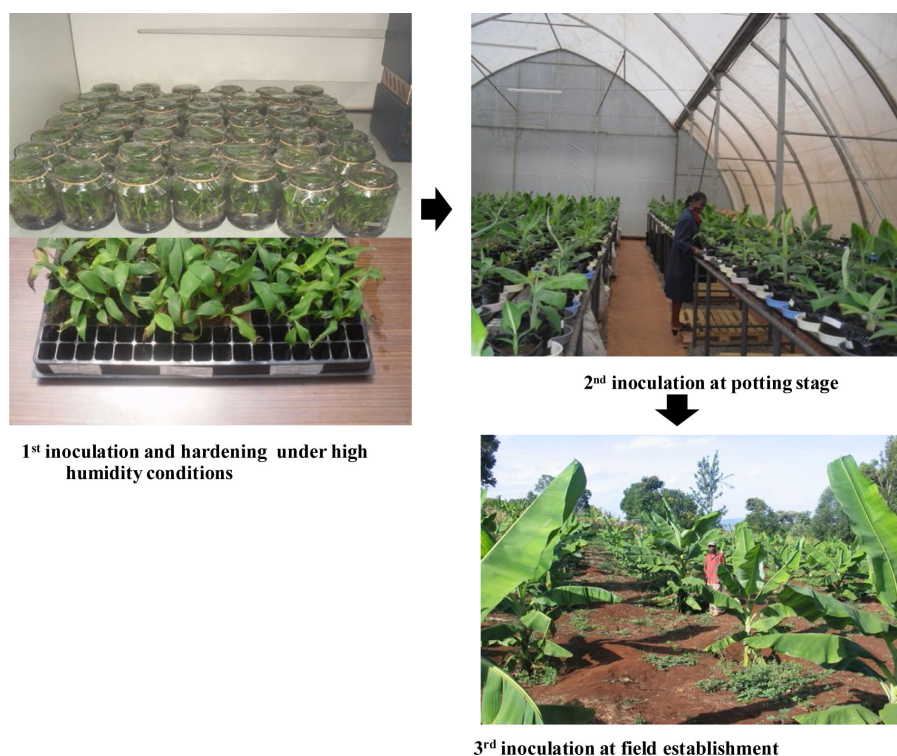 1st inoculation and hardening under high
humidity conditions
2nd inoculation at potting stage
3rd inoculation at field establishment